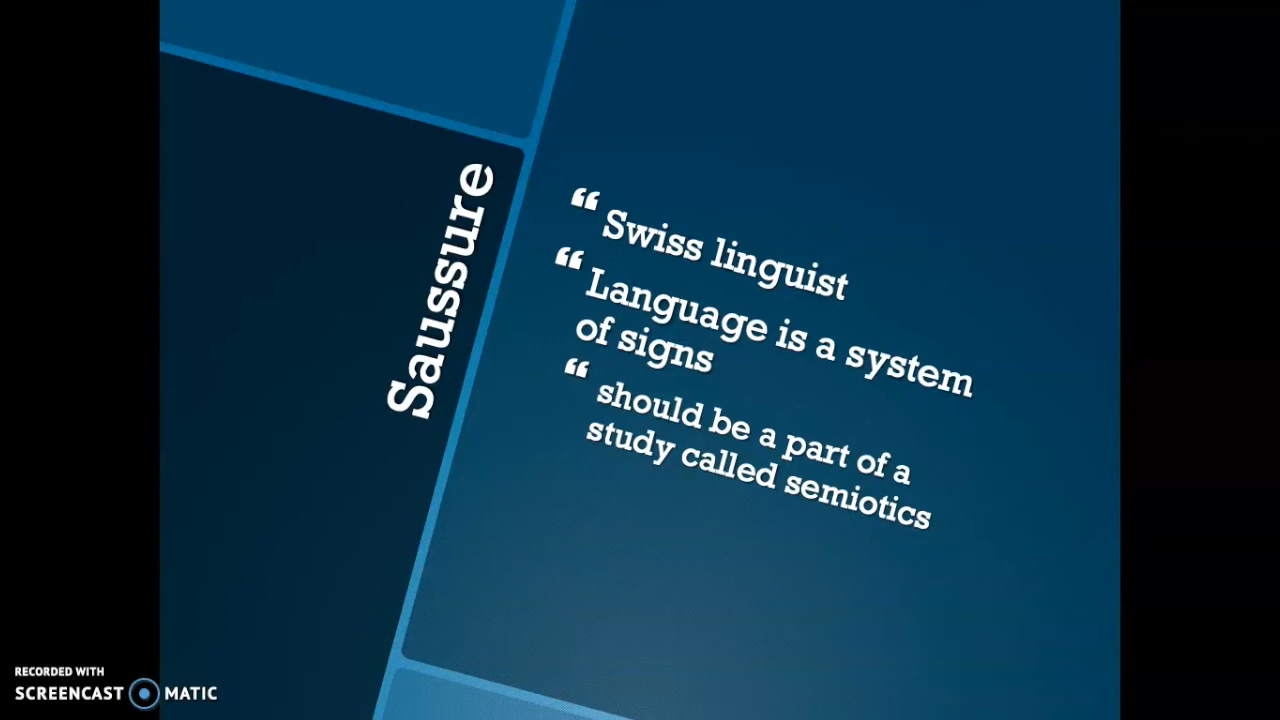 Saussure
“ Swiss linguist
“ Language is a system
of signs
“ should be a part of a
study called semiotics
RECORDED WITH
SCREENCAST MATIC